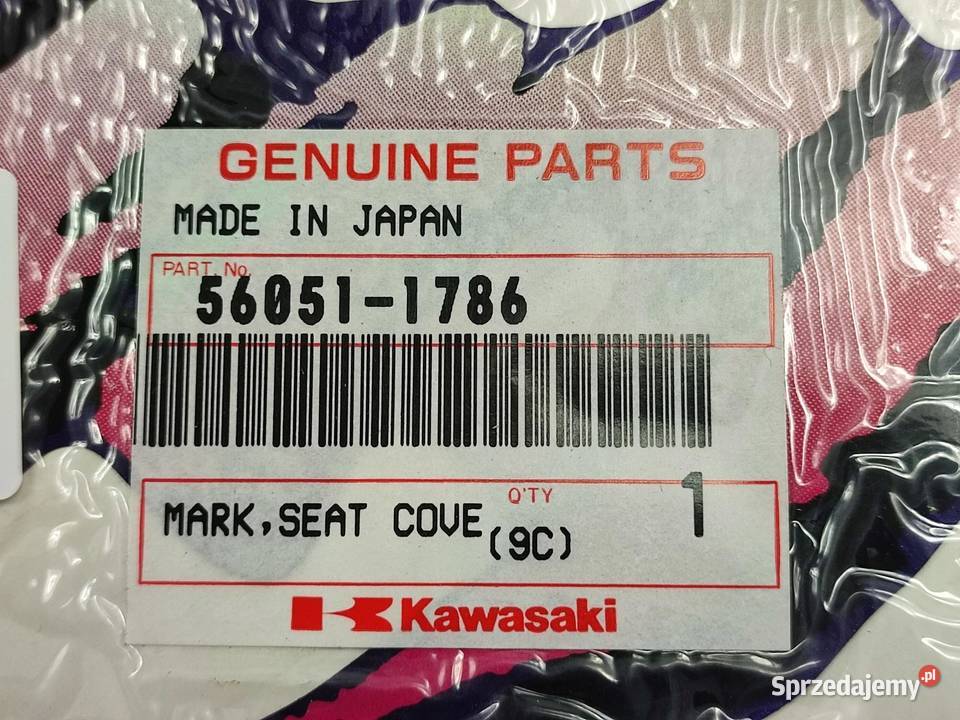 GENUINE PARTS
MADE IN JAPAN
PART. No.
56051-1786
MARK,SEAT COVE
Q'TY
1
(9C)
Kawasaki
Sprzedajemy.pl